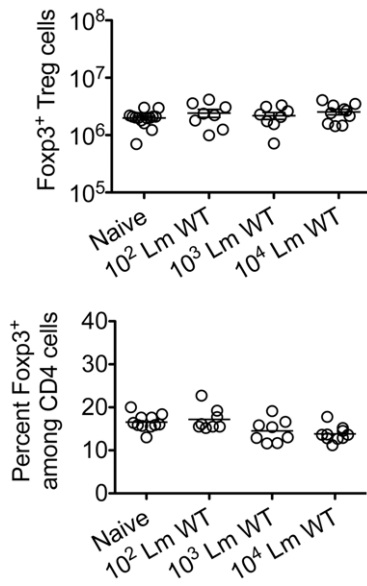 Foxp3⁺ Treg cells
10⁸
10⁷
10⁶
10⁵
Naive
10² Lm WT
10³ Lm WT
10⁴ Lm WT
Percent Foxp3⁺
among CD4 cells
40
30
20
10
0
Naive
10² Lm WT
10³ Lm WT
10⁴ Lm WT